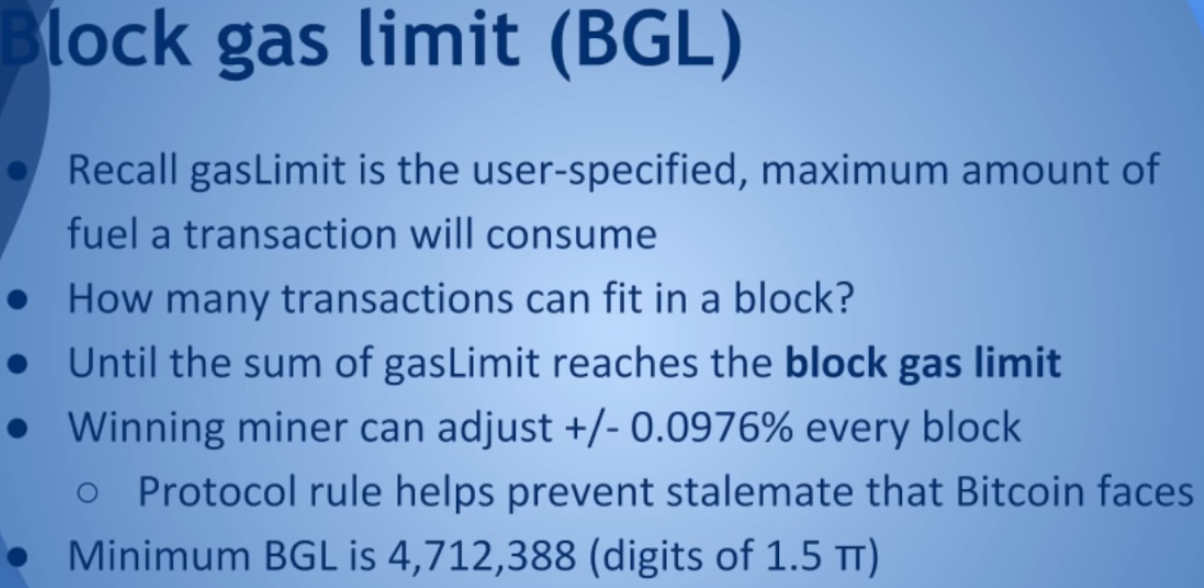 Block gas limit (BGL)
● Recall gasLimit is the user-specified, maximum amount of
fuel a transaction will consume
● How many transactions can fit in a block?
● Until the sum of gasLimit reaches the block gas limit
● Winning miner can adjust +/- 0.0976% every block
○ Protocol rule helps prevent stalemate that Bitcoin faces
● Minimum BGL is 4,712,388 (digits of 1.5 π)